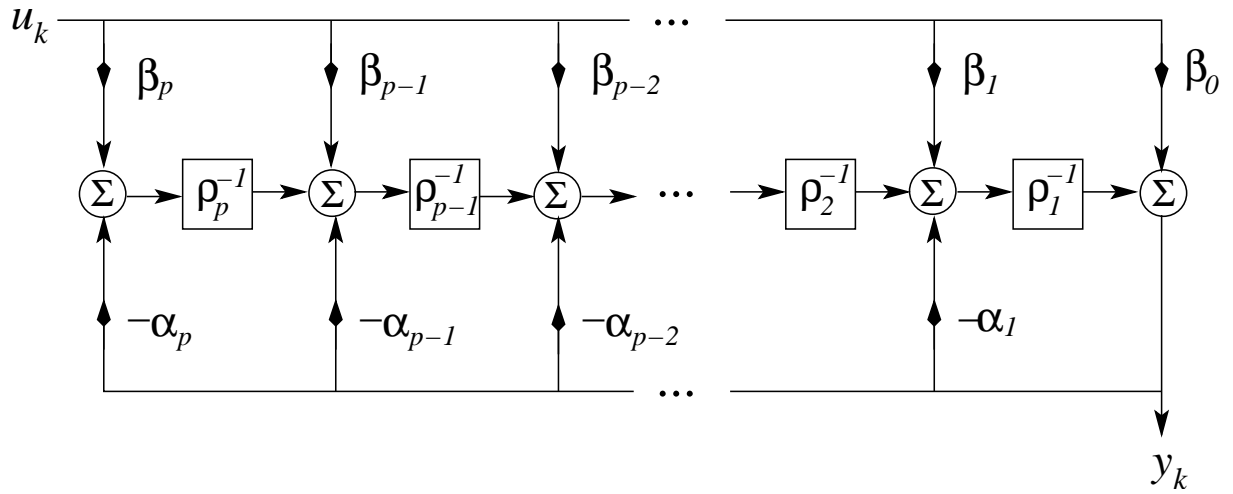 u_k ...
β_p β_{p−1} β_{p−2} β_1 β_0
Σ ρ_p^{−1} Σ ρ_{p−1}^{−1} Σ ... ρ_2^{−1} Σ ρ_1^{−1} Σ
−α_p −α_{p−1} −α_{p−2} −α_1
...
y_k